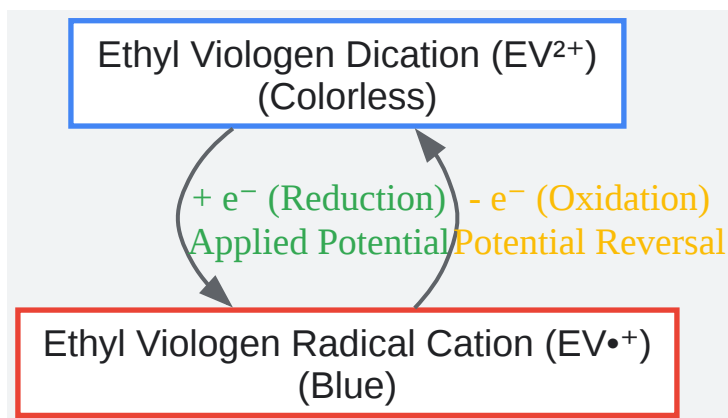 Ethyl Viologen Dication (EV²⁺)
(Colorless)
+ e⁻ (Reduction)
Applied Potential
- e⁻ (Oxidation)
Potential Reversal
Ethyl Viologen Radical Cation (EV•⁺)
(Blue)